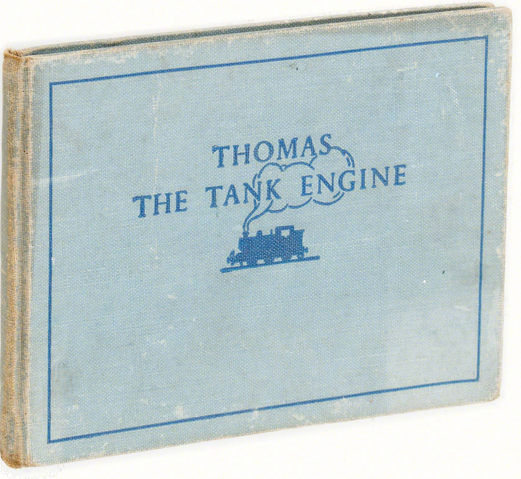 THOMAS
THE TANK ENGINE